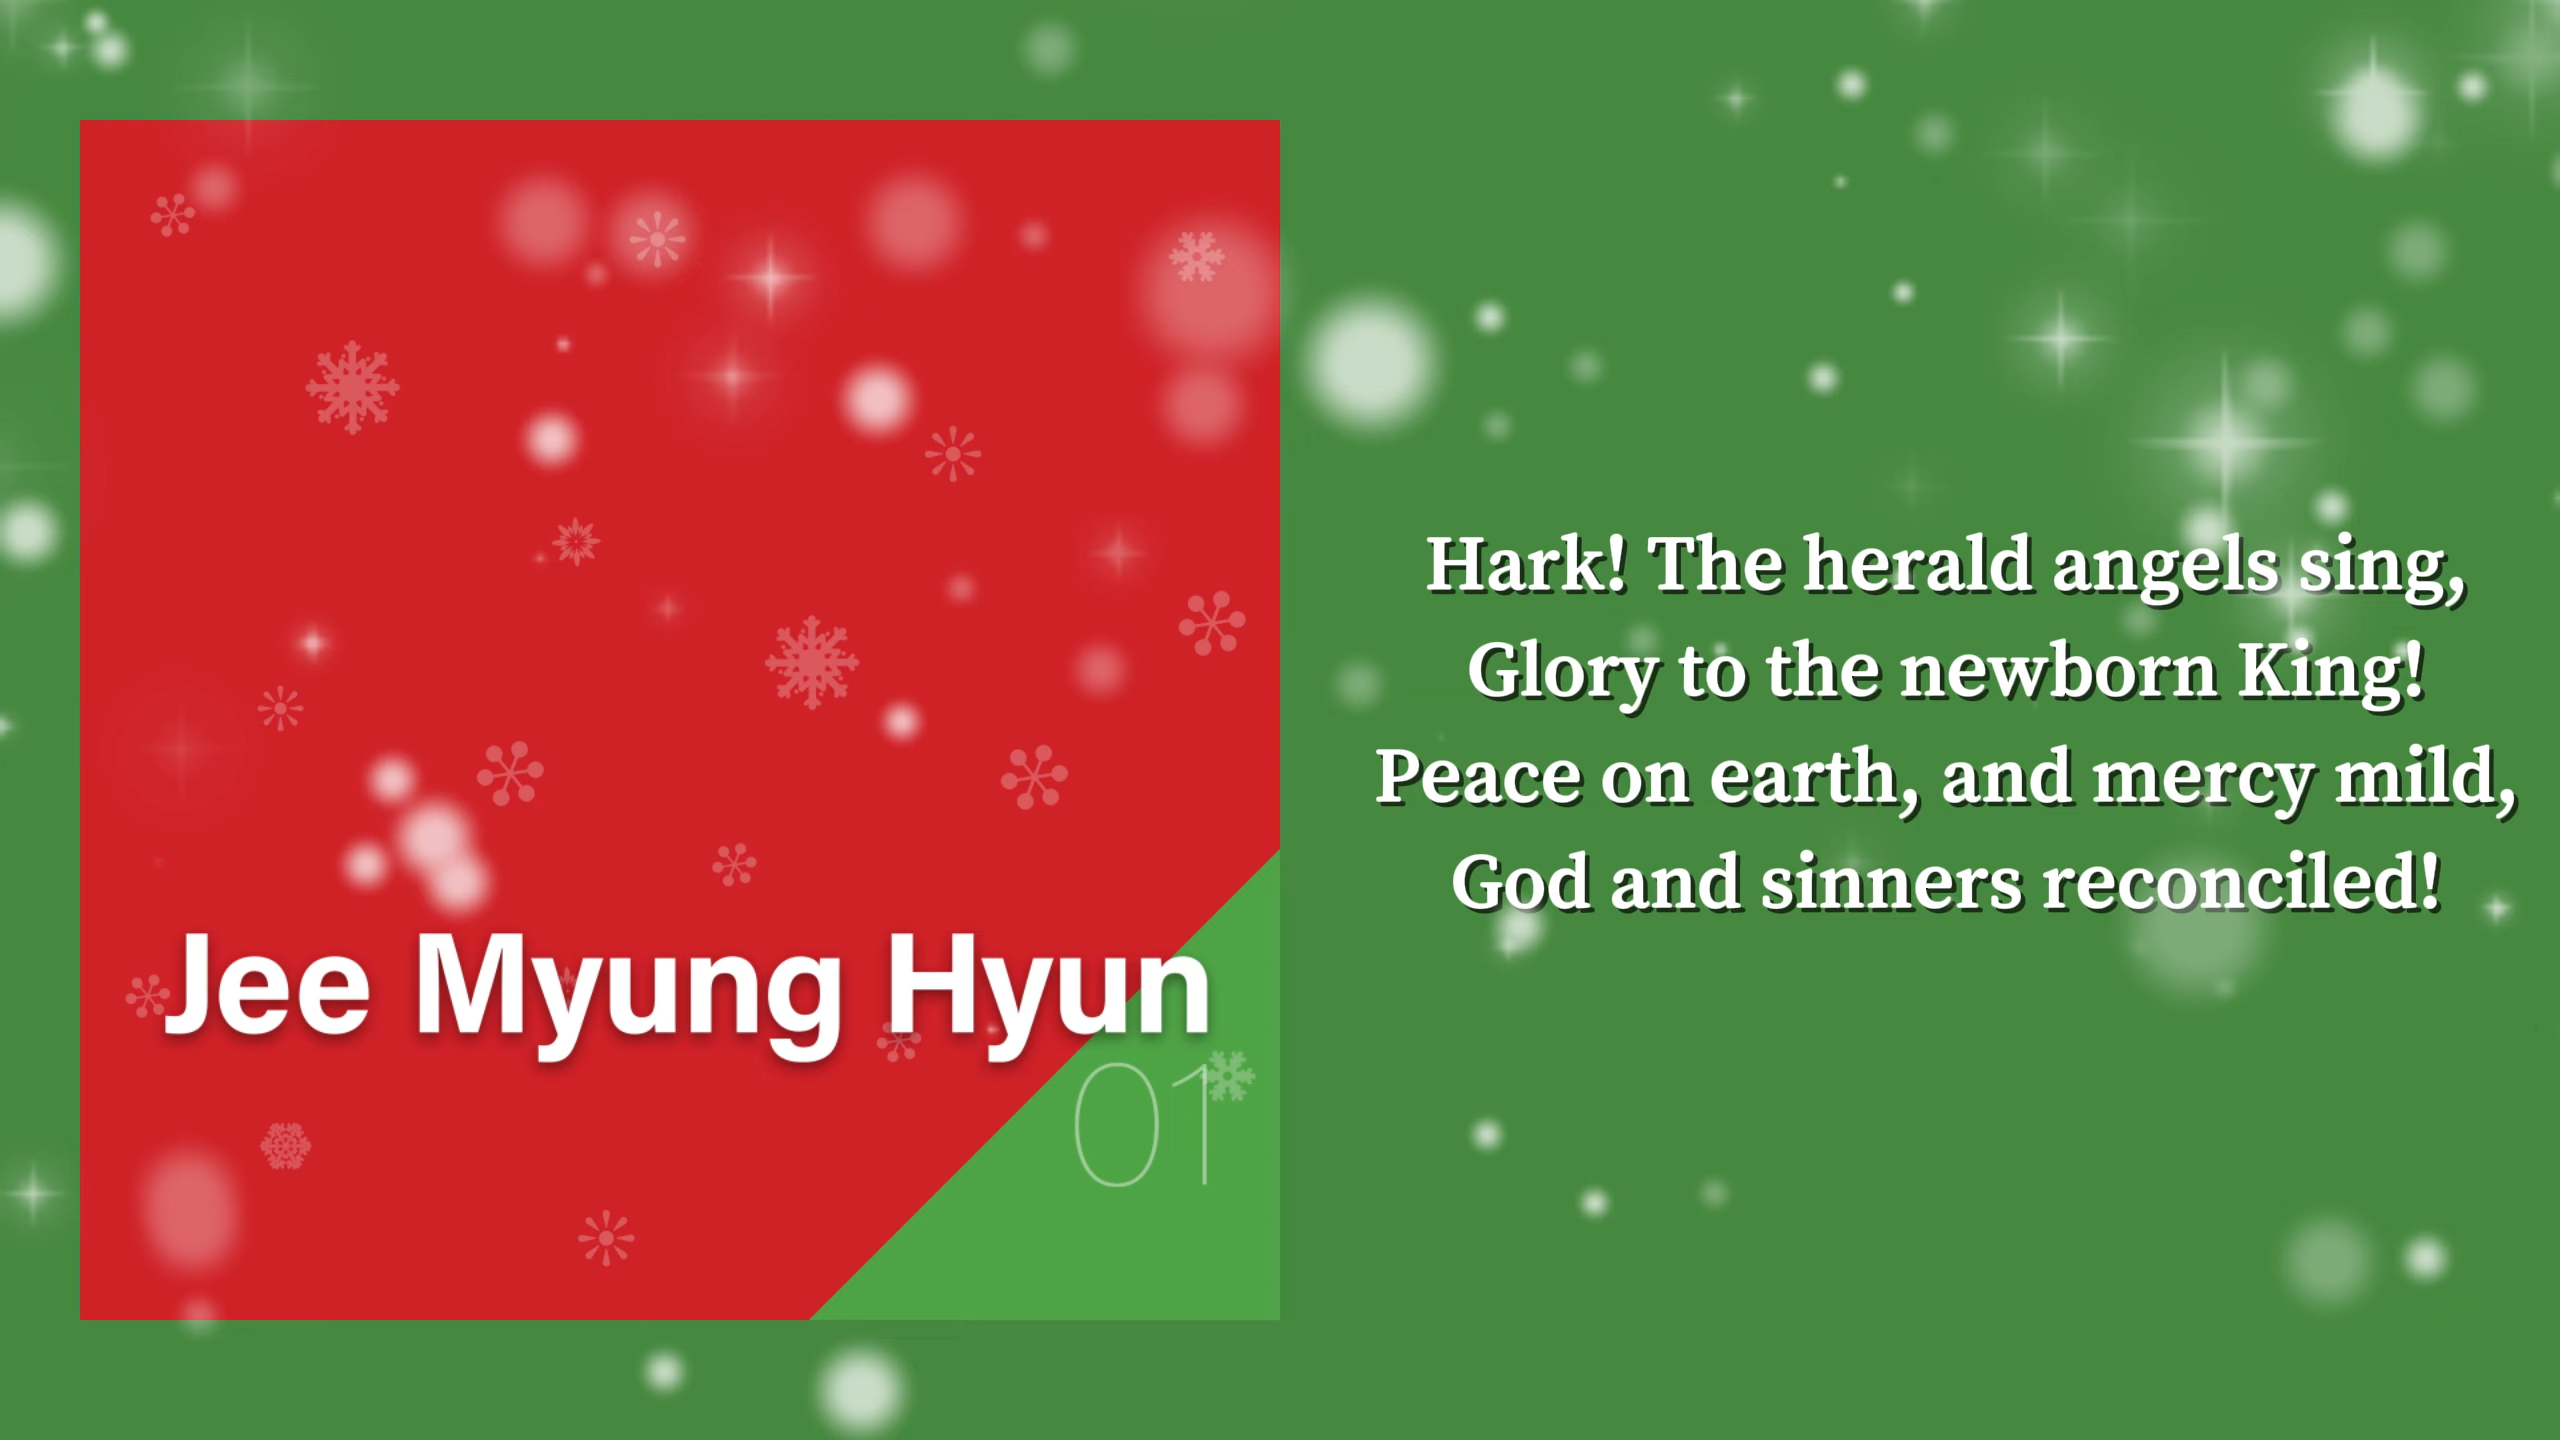 Jee Myung Hyun
01
Hark! The herald angels sing,
Glory to the newborn King!
Peace on earth, and mercy mild,
God and sinners reconciled!